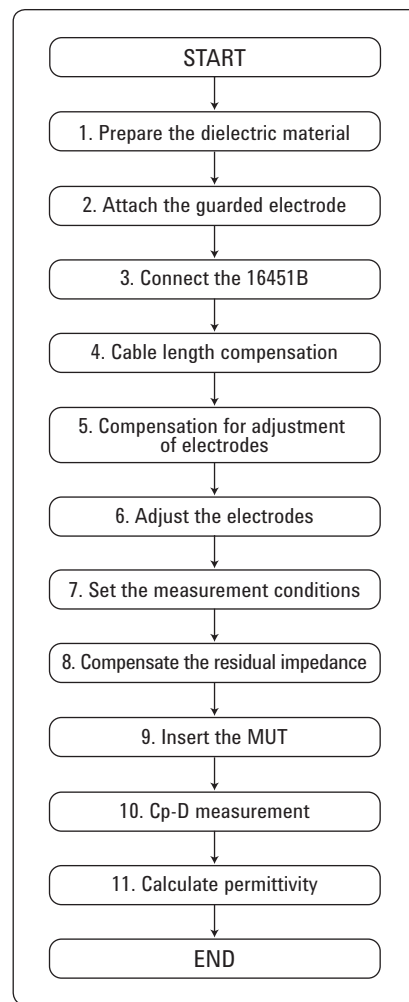 START
1. Prepare the dielectric material
2. Attach the guarded electrode
3. Connect the 16451B
4. Cable length compensation
5. Compensation for adjustment
of electrodes
6. Adjust the electrodes
7. Set the measurement conditions
8. Compensate the residual impedance
9. Insert the MUT
10. Cp-D measurement
11. Calculate permittivity
END